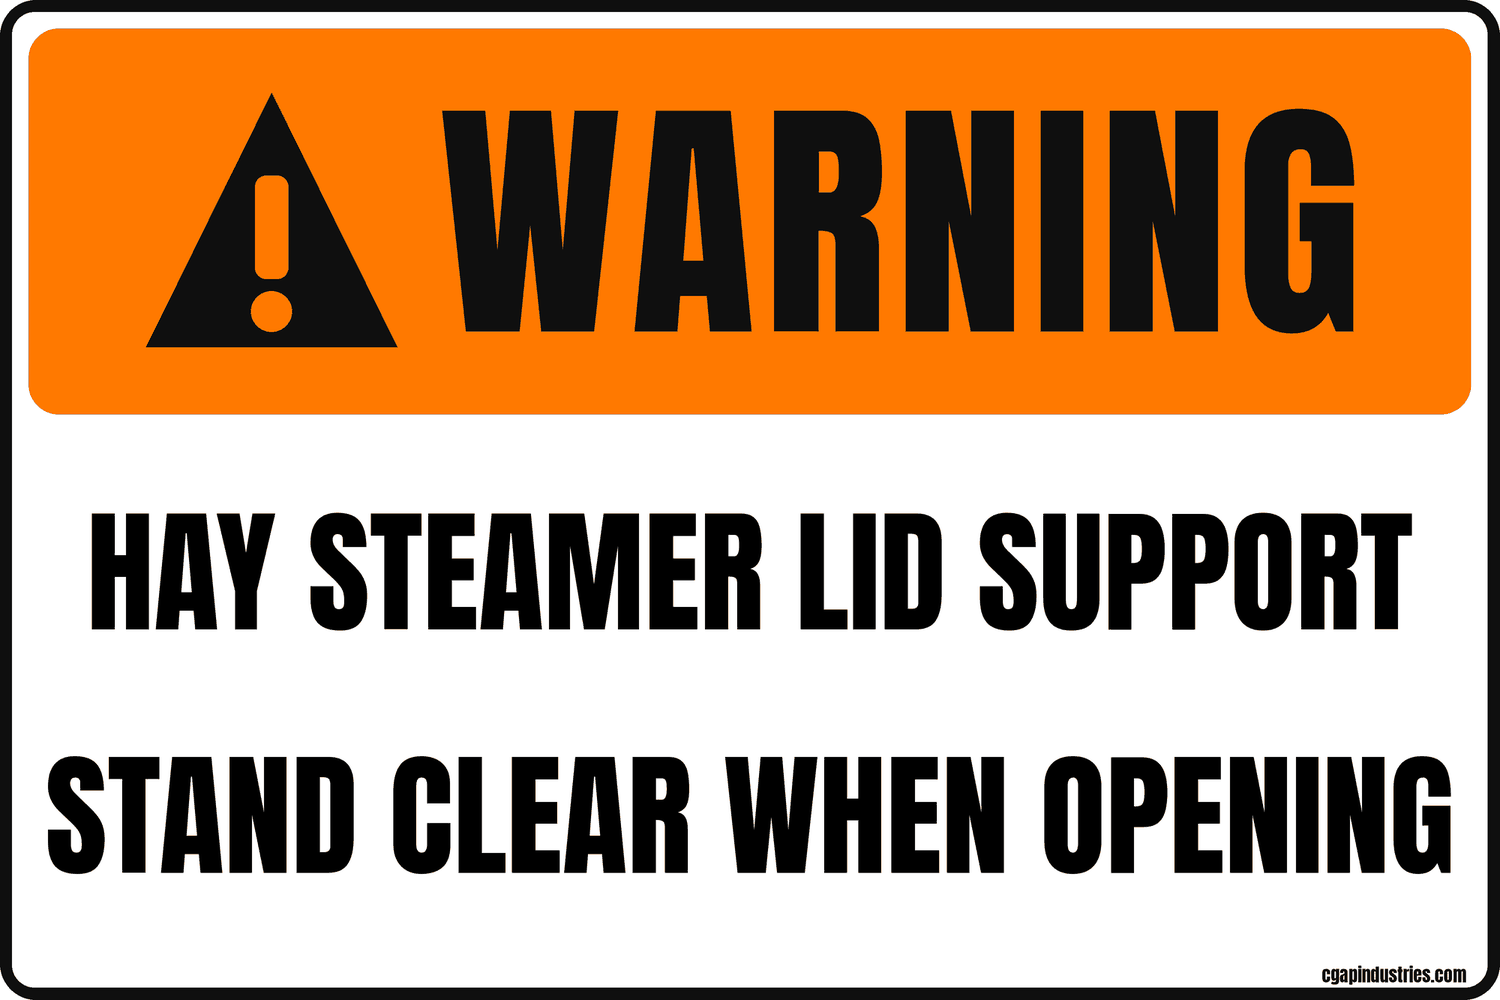 WARNING
HAY STEAMER LID SUPPORT
STAND CLEAR WHEN OPENING
cgapindustries.com